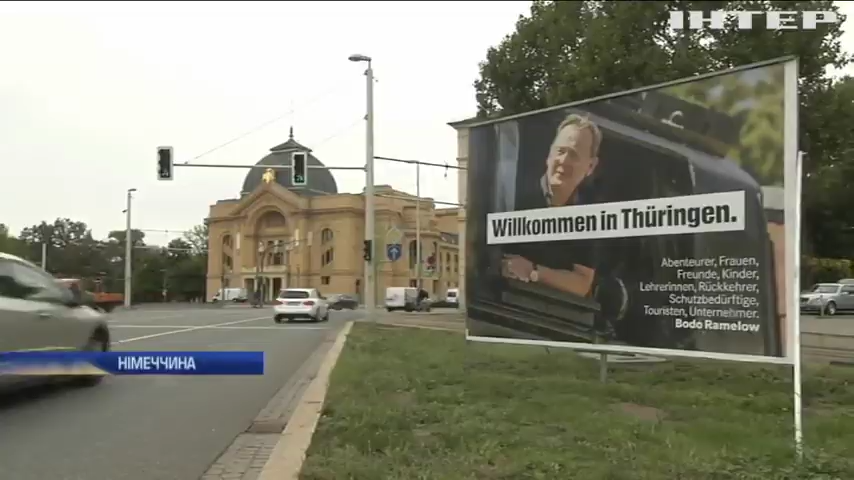 ІНТЕР
Willkommen in Thüringen.
Abenteurer, Frauen,
Freunde, Kinder,
Lehrerinnen, Rückkehrer,
Schutzbedürftige,
Touristen, Unternehmer.
Bodo Ramelow
НІМЕЧЧИНА